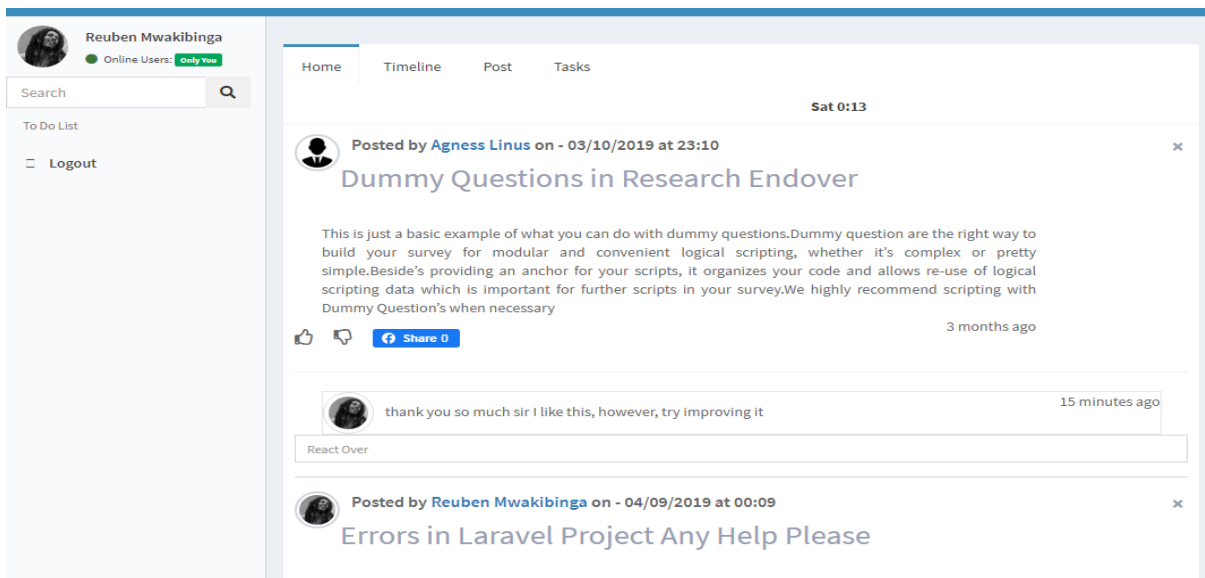 Reuben Mwakibinga
Online Users: Only You
Search
To Do List
Logout
Home Timeline Post Tasks
Sat 0:13
Posted by Agness Linus on - 03/10/2019 at 23:10
Dummy Questions in Research Endover
This is just a basic example of what you can do with dummy questions.Dummy question are the right way to
build your survey for modular and convenient logical scripting, whether it's complex or pretty
simple.Beside's providing an anchor for your scripts, it organizes your code and allows re-use of logical
scripting data which is important for further scripts in your survey.We highly recommend scripting with
Dummy Question's when necessary
3 months ago
Share 0
thank you so much sir I like this, however, try improving it
15 minutes ago
React Over
Posted by Reuben Mwakibinga on - 04/09/2019 at 00:09
Errors in Laravel Project Any Help Please